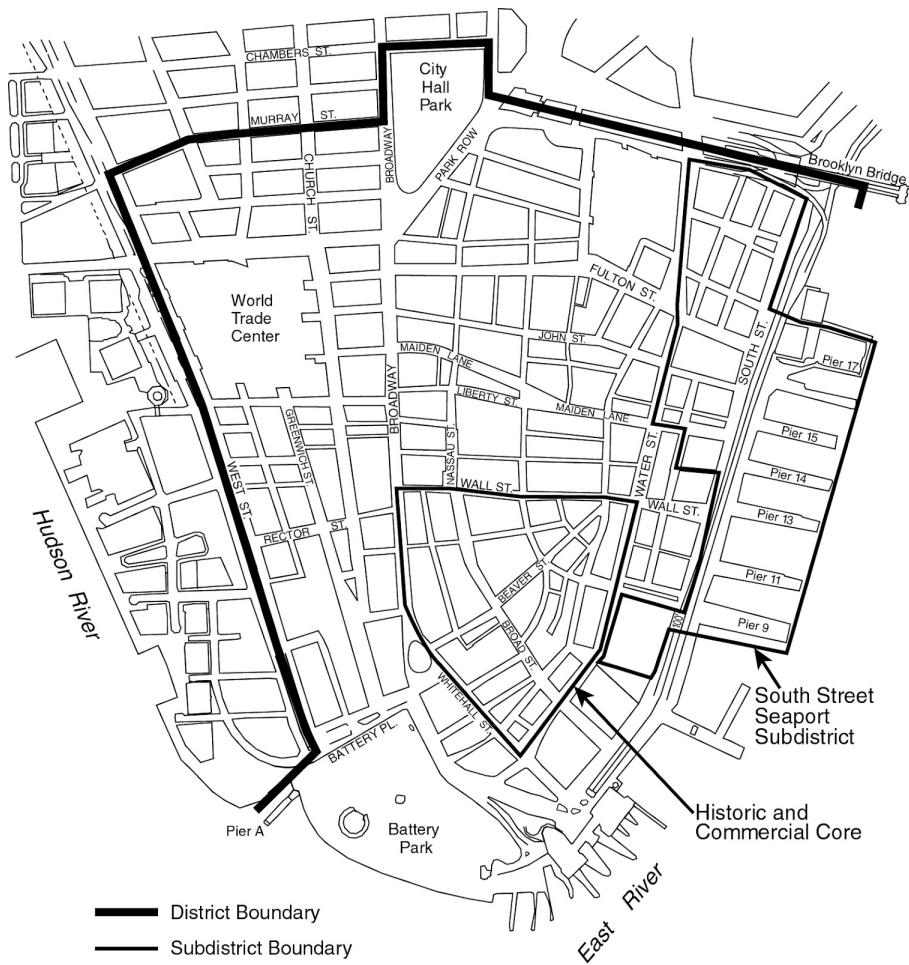 CHAMBERS ST.
City
Hall
Park
MURRAY ST.
BROADWAY
PARK ROW
CHURCH ST.
Brooklyn Bridge
FULTON ST.
World
Trade
Center
JOHN ST.
SOUTH ST.
MAIDEN LANE
Pier 17
BROADWAY
LIBERTY ST.
MAIDEN LANE
GREENWICH ST
NASSAU ST.
Pier 15
WATER ST.
WEST ST.
WALL ST.
Pier 14
WALL ST.
RECTOR ST.
Pier 13
Hudson River
BEAVER ST.
Pier 11
BROAD ST.
100'
Pier 9
WHITEHALL ST.
South Street
Seaport
Subdistrict
BATTERY PL.
Historic and
Commercial Core
Pier A
Battery
Park
East River
District Boundary
Subdistrict Boundary